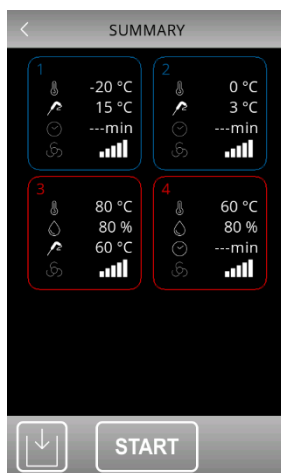 SUMMARY
1
-20 °C
15 °C
---min
2
0 °C
3 °C
---min
3
80 °C
80 %
60 °C
4
60 °C
80 %
---min
START